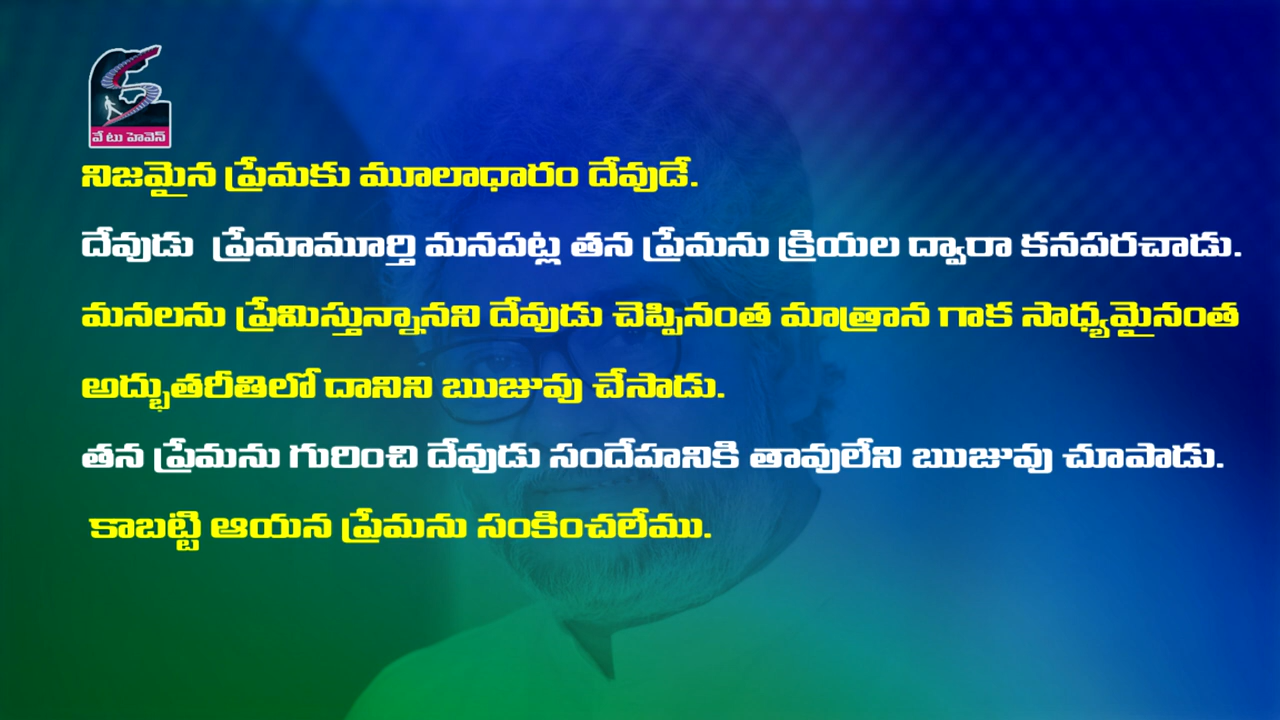 వే టు హెవెన్
నిజమైన ప్రేమకు మూలాధారం దేవుడే.
దేవుడు ప్రేమామూర్తి మనపట్ల తన ప్రేమను క్రియల ద్వారా కనపరచాడు.
మనలను ప్రేమిస్తున్నానని దేవుడు చెప్పినంత మాత్రాన గాక సాధ్యమైనంత
అద్భుతరీతిలో దానిని ఋజువు చేసాడు.
తన ప్రేమను గురించి దేవుడు సందేహనికి తావులేని ఋజువు చూపాడు.
కాబట్టి ఆయన ప్రేమను సంకించలేము.